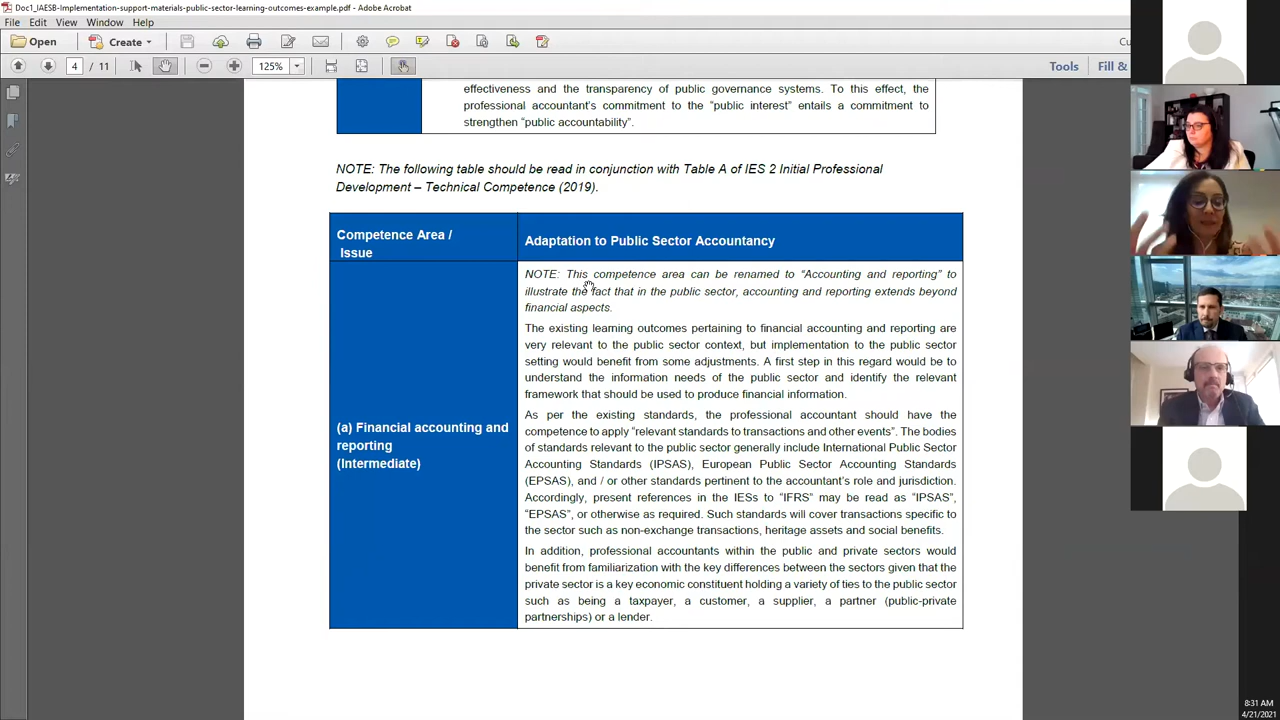 Doc1_IAESB-Implementation-support-materials-public-sector-learning-outcomes-example.pdf - Adobe Acrobat
File Edit View Window Help
Open Create Cu
4 / 11 125% Tools Fill &
effectiveness and the transparency of public governance systems. To this effect, the
professional accountant's commitment to the "public interest" entails a commitment to
strengthen "public accountability".
NOTE: The following table should be read in conjunction with Table A of IES 2 Initial Professional
Development – Technical Competence (2019).
Competence Area /
Issue
Adaptation to Public Sector Accountancy
(a) Financial accounting and
reporting
(Intermediate)
NOTE: This competence area can be renamed to "Accounting and reporting" to
illustrate the fact that in the public sector, accounting and reporting extends beyond
financial aspects.
The existing learning outcomes pertaining to financial accounting and reporting are
very relevant to the public sector context, but implementation to the public sector
setting would benefit from some adjustments. A first step in this regard would be to
understand the information needs of the public sector and identify the relevant
framework that should be used to produce financial information.
As per the existing standards, the professional accountant should have the
competence to apply "relevant standards to transactions and other events". The bodies
of standards relevant to the public sector generally include International Public Sector
Accounting Standards (IPSAS), European Public Sector Accounting Standards
(EPSAS), and / or other standards pertinent to the accountant's role and jurisdiction.
Accordingly, present references in the IESs to "IFRS" may be read as "IPSAS",
"EPSAS", or otherwise as required. Such standards will cover transactions specific to
the sector such as non-exchange transactions, heritage assets and social benefits.
In addition, professional accountants within the public and private sectors would
benefit from familiarization with the key differences between the sectors given that the
private sector is a key economic constituent holding a variety of ties to the public sector
such as being a taxpayer, a customer, a supplier, a partner (public-private
partnerships) or a lender.
8:31 AM
4/21/2021